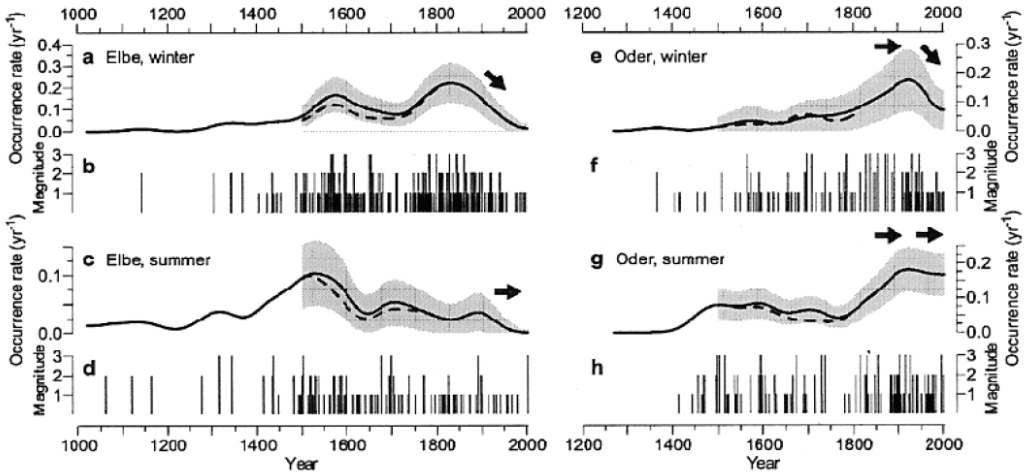 1000 1200 1400 1600 1800 2000
1200 1400 1600 1800 2000
Occurrence rate (yr-1)
0.4
0.3
0.2
0.1
0.0
a Elbe, winter
e Oder, winter
0.3
0.2
0.1
0.0
Occurrence rate (yr-1)
Magnitude
3
2
1
b
f
3
2
1
Magnitude
Occurrence rate (yr-1)
0.1
0.0
c Elbe, summer
g Oder, summer
0.2
0.1
0.0
Occurrence rate (yr-1)
Magnitude
3
2
1
d
h
3
2
1
Magnitude
1000 1200 1400 1600 1800 2000
1200 1400 1600 1800 2000
Year
Year